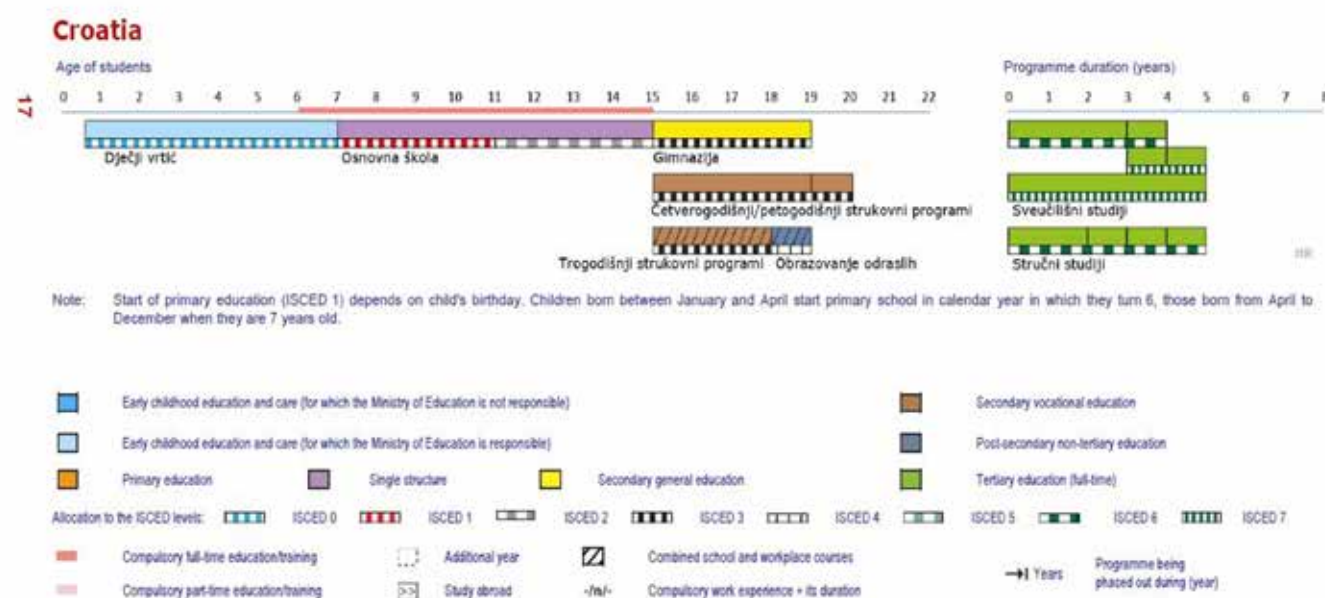 Croatia
Age of students
Programme duration (years)
17
0 1 2 3 4 5 6 7 8 9 10 11 12 13 14 15 16 17 18 19 20 21 22
0 1 2 3 4 5 6 7 8
Dječji vrtić
Osnovna škola
Gimnazija
Četverogodišnji/petogodišnji strukovni programi
Sveučilišni studiji
Trogodišnji strukovni programi
Obrazovanje odraslih
Stručni studiji
Note: Start of primary education (ISCED 1) depends on child's birthday. Children born between January and April start primary school in calendar year in which they turn 6, those born from April to
December when they are 7 years old.
Early childhood education and care (for which the Ministry of Education is not responsible)
Secondary vocational education
Early childhood education and care (for which the Ministry of Education is responsible)
Post-secondary non-tertiary education
Primary education
Single structure
Secondary general education
Tertiary education (full-time)
Allocation to the ISCED levels: ISCED 0 ISCED 1 ISCED 2 ISCED 3 ISCED 4 ISCED 5 ISCED 6 ISCED 7
Compulsory full-time education/training
Additional year
Combined school and workplace courses
Years
Programme being
phased out during (year)
Compulsory part-time education/training
>> Study abroad
-/n/- Compulsory work experience + its duration